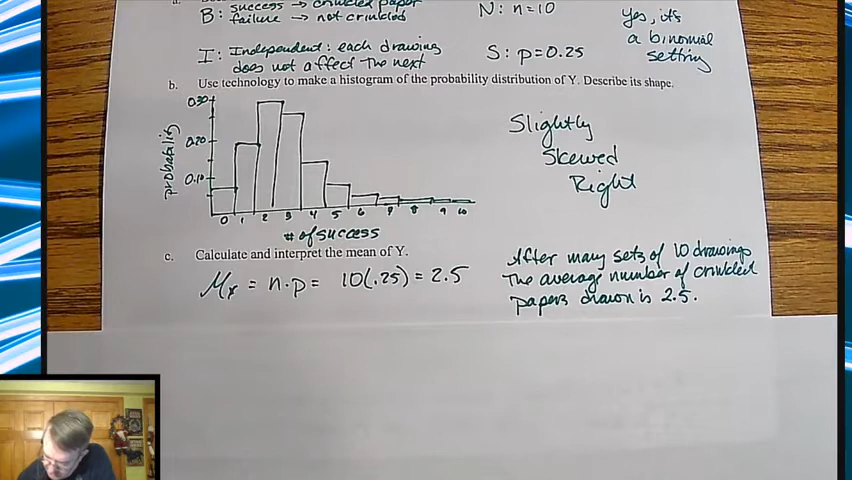 B: success → crinkled paper
failure → not crinkled
N: n=10
Yes, it's
a binomial
setting
I: Independent: each drawing
does not affect the next
S: p=0.25
b. Use technology to make a histogram of the probability distribution of Y. Describe its shape.
0.30
0.20
0.10
probability
0 1 2 3 4 5 6 7 8 9 10
# of success
Slightly
Skewed
Right
c. Calculate and interpret the mean of Y.
μ = n·p = 10(.25) = 2.5
After many sets of 10 drawings
the average number of crinkled
papers drawn is 2.5.